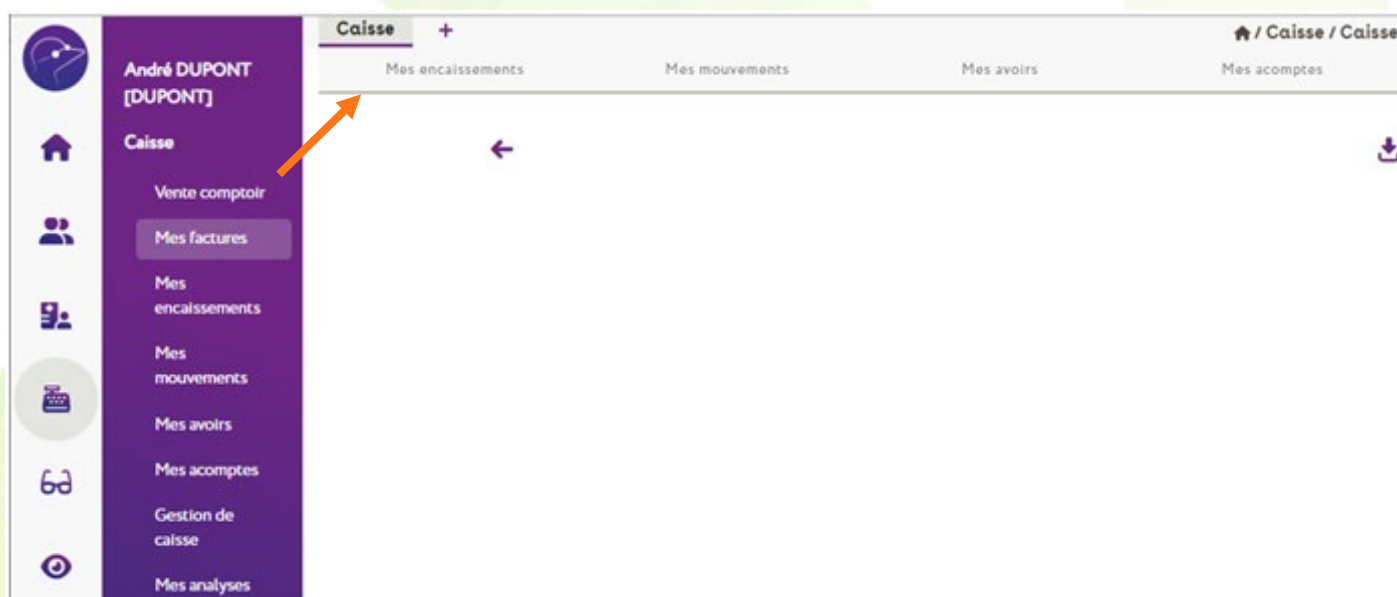 Caisse +
/ Caisse / Caisse
André DUPONT
[DUPONT]
Mes encaissements Mes mouvements Mes avoirs Mes acomptes
Caisse
Vente comptoir
Mes factures
Mes
encaissements
Mes
mouvements
Mes avoirs
Mes acomptes
Gestion de
caisse
Mes analyses